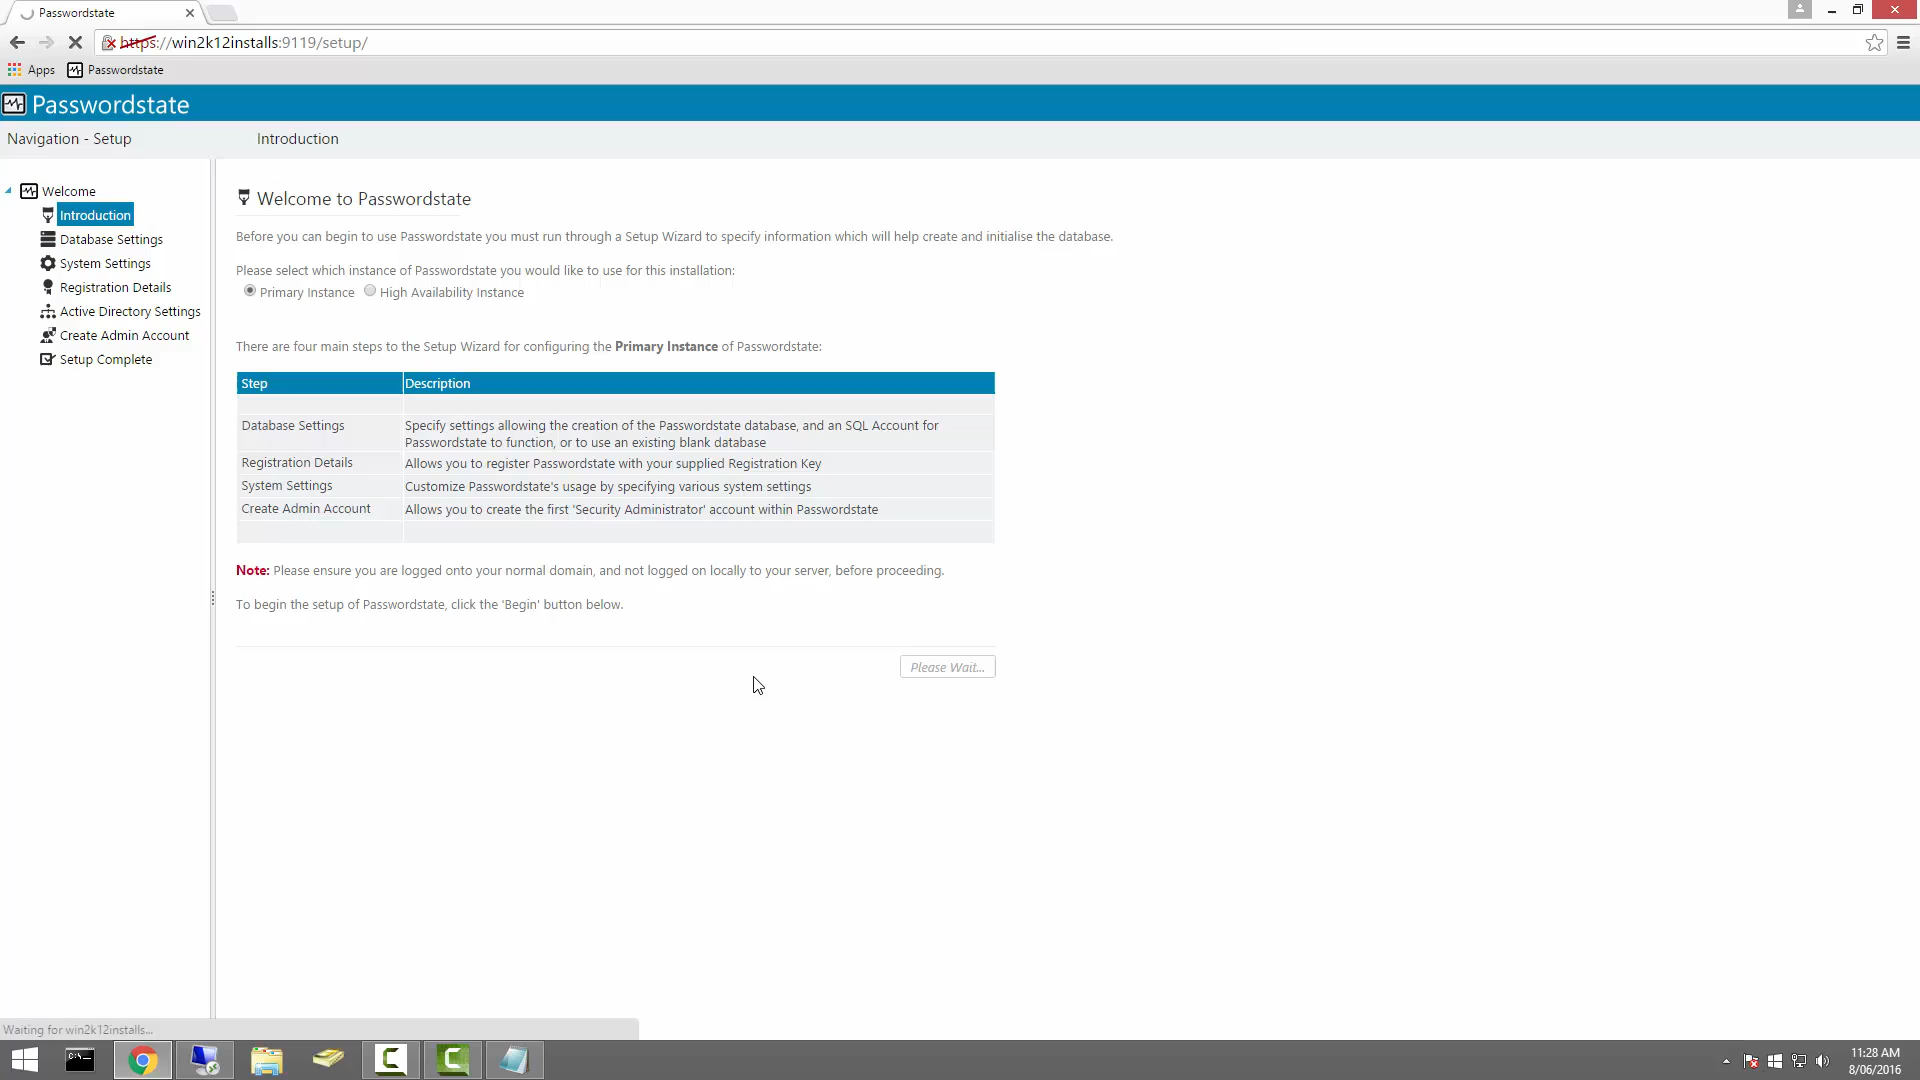 Passwordstate
https://win2k12installs:9119/setup/
Apps Passwordstate
Passwordstate
Navigation - Setup Introduction
Welcome
Introduction
Database Settings
System Settings
Registration Details
Active Directory Settings
Create Admin Account
Setup Complete
Welcome to Passwordstate
Before you can begin to use Passwordstate you must run through a Setup Wizard to specify information which will help create and initialise the database.
Please select which instance of Passwordstate you would like to use for this installation:
Primary Instance High Availability Instance
There are four main steps to the Setup Wizard for configuring the Primary Instance of Passwordstate:
Step Description
Database Settings Specify settings allowing the creation of the Passwordstate database, and an SQL Account for
Passwordstate to function, or to use an existing blank database
Registration Details Allows you to register Passwordstate with your supplied Registration Key
System Settings Customize Passwordstate's usage by specifying various system settings
Create Admin Account Allows you to create the first 'Security Administrator' account within Passwordstate
Note: Please ensure you are logged onto your normal domain, and not logged on locally to your server, before proceeding.
To begin the setup of Passwordstate, click the 'Begin' button below.
Please Wait...
Waiting for win2k12installs...
11:28 AM
8/06/2016